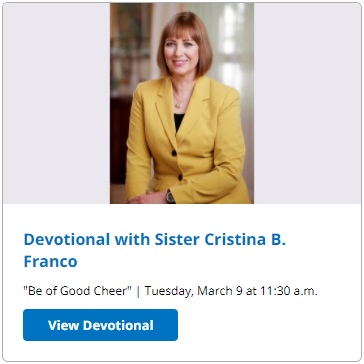 Devotional with Sister Cristina B.
Franco
"Be of Good Cheer" | Tuesday, March 9 at 11:30 a.m.
View Devotional